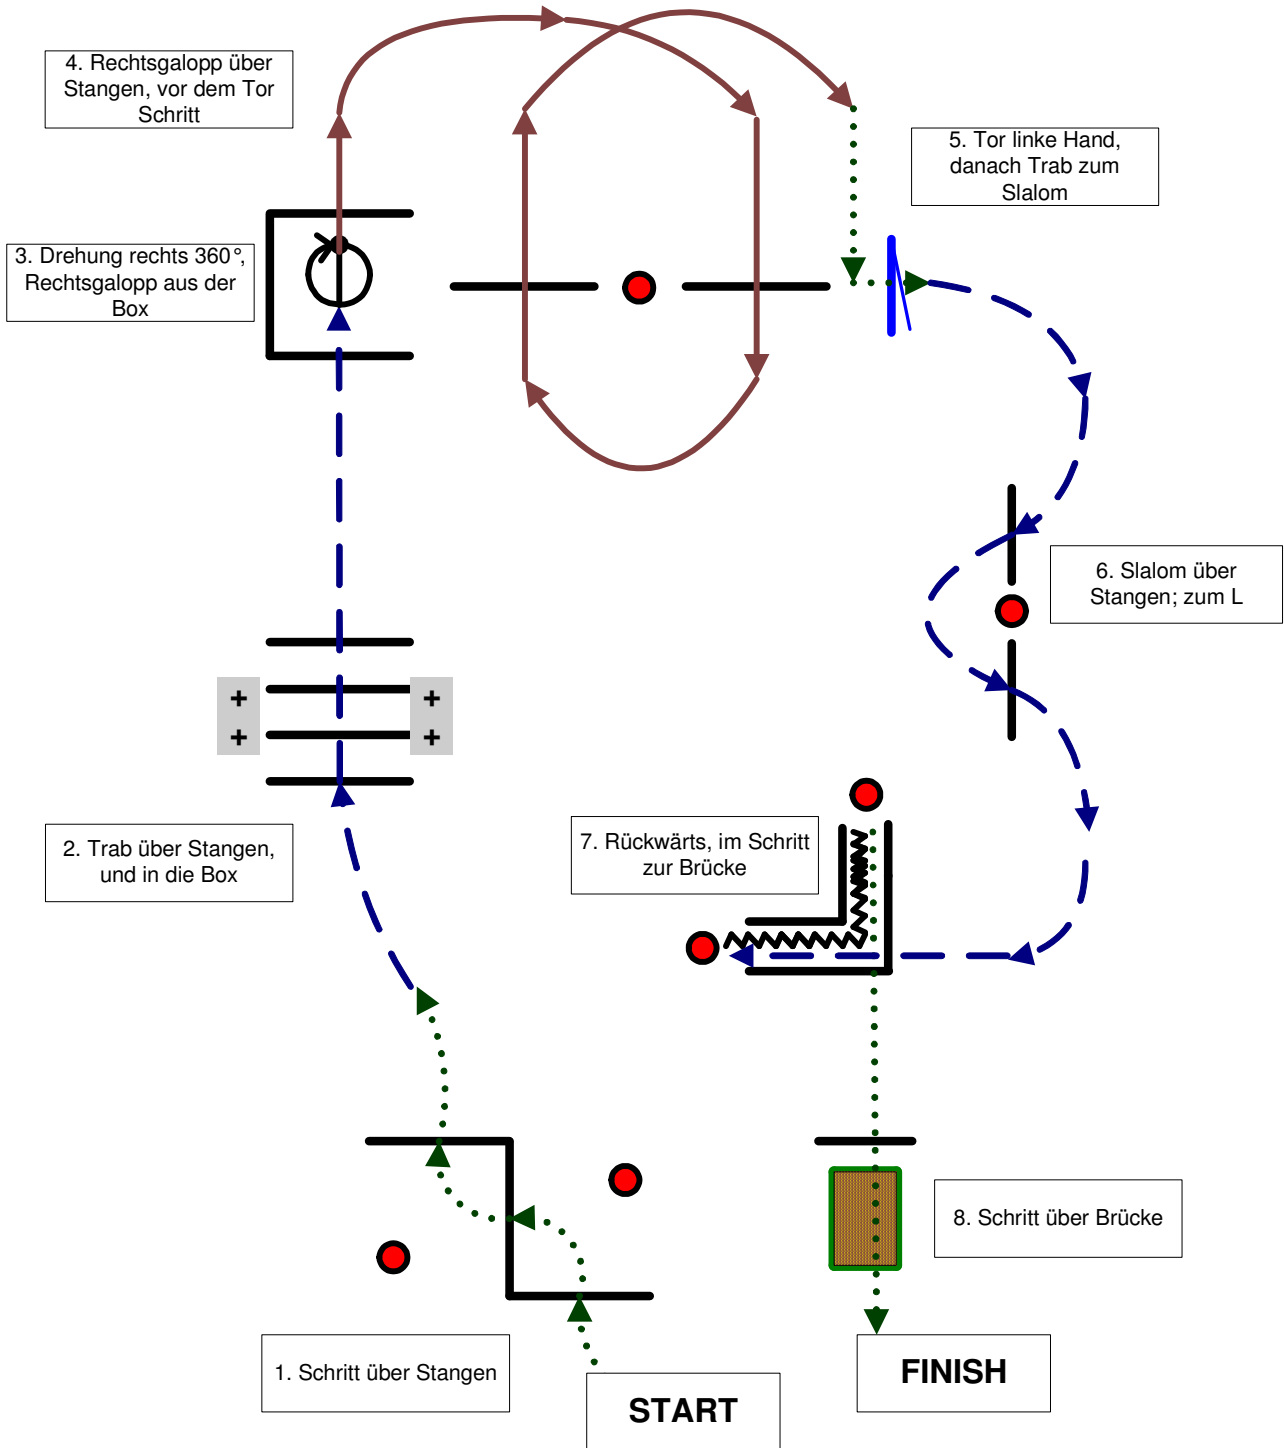 4. Rechtsgalopp über
Stangen, vor dem Tor
Schritt
5. Tor linke Hand,
danach Trab zum
Slalom
3. Drehung rechts 360°,
Rechtsgalopp aus der
Box
6. Slalom über
Stangen; zum L
+ +
+ +
2. Trab über Stangen,
und in die Box
7. Rückwärts, im Schritt
zur Brücke
8. Schritt über Brücke
1. Schritt über Stangen
FINISH
START